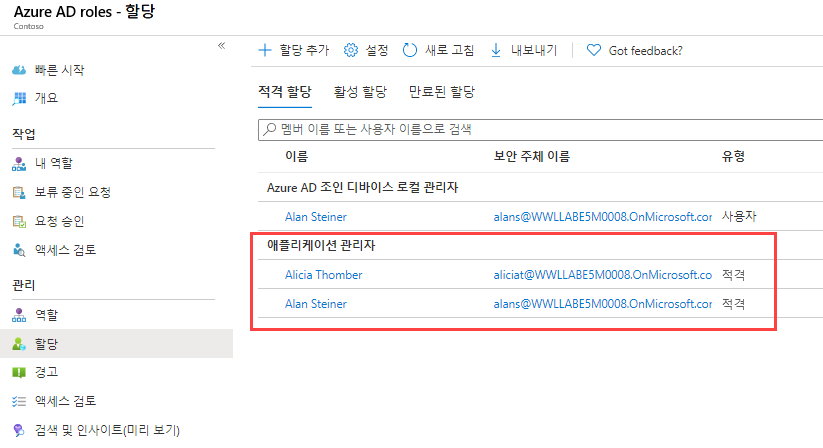 Azure AD roles - 할당
Contoso
«
빠른 시작
개요
작업
내 역할
보류 중인 요청
요청 승인
액세스 검토
관리
역할
할당
경고
액세스 검토
검색 및 인사이트(미리 보기)
할당 추가 설정 새로 고침 내보내기 Got feedback?
적격 할당 활성 할당 만료된 할당
멤버 이름 또는 사용자 이름으로 검색
이름 보안 주체 이름 유형
Azure AD 조인 디바이스 로컬 관리자
Alan Steiner alans@WWLLABE5M0008.OnMicrosoft.cor 사용자
애플리케이션 관리자
Alicia Thomber aliciat@WWLLABE5M0008.OnMicrosoft.co 적격
Alan Steiner alans@WWLLABE5M0008.OnMicrosoft.cor 적격